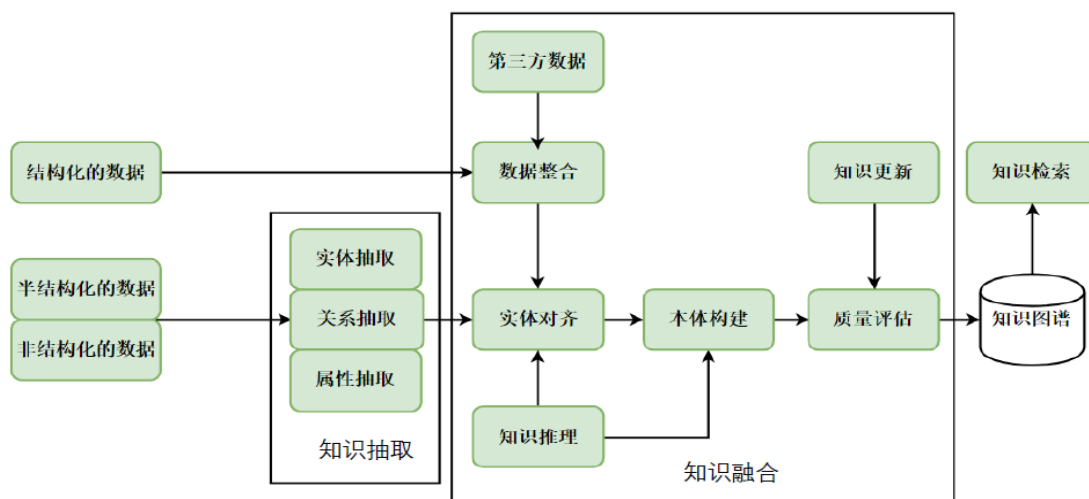 第三方数据
结构化的数据
数据整合
知识更新
知识检索
实体抽取
半结构化的数据
关系抽取
实体对齐
本体构建
质量评估
知识图谱
非结构化的数据
属性抽取
知识推理
知识抽取
知识融合